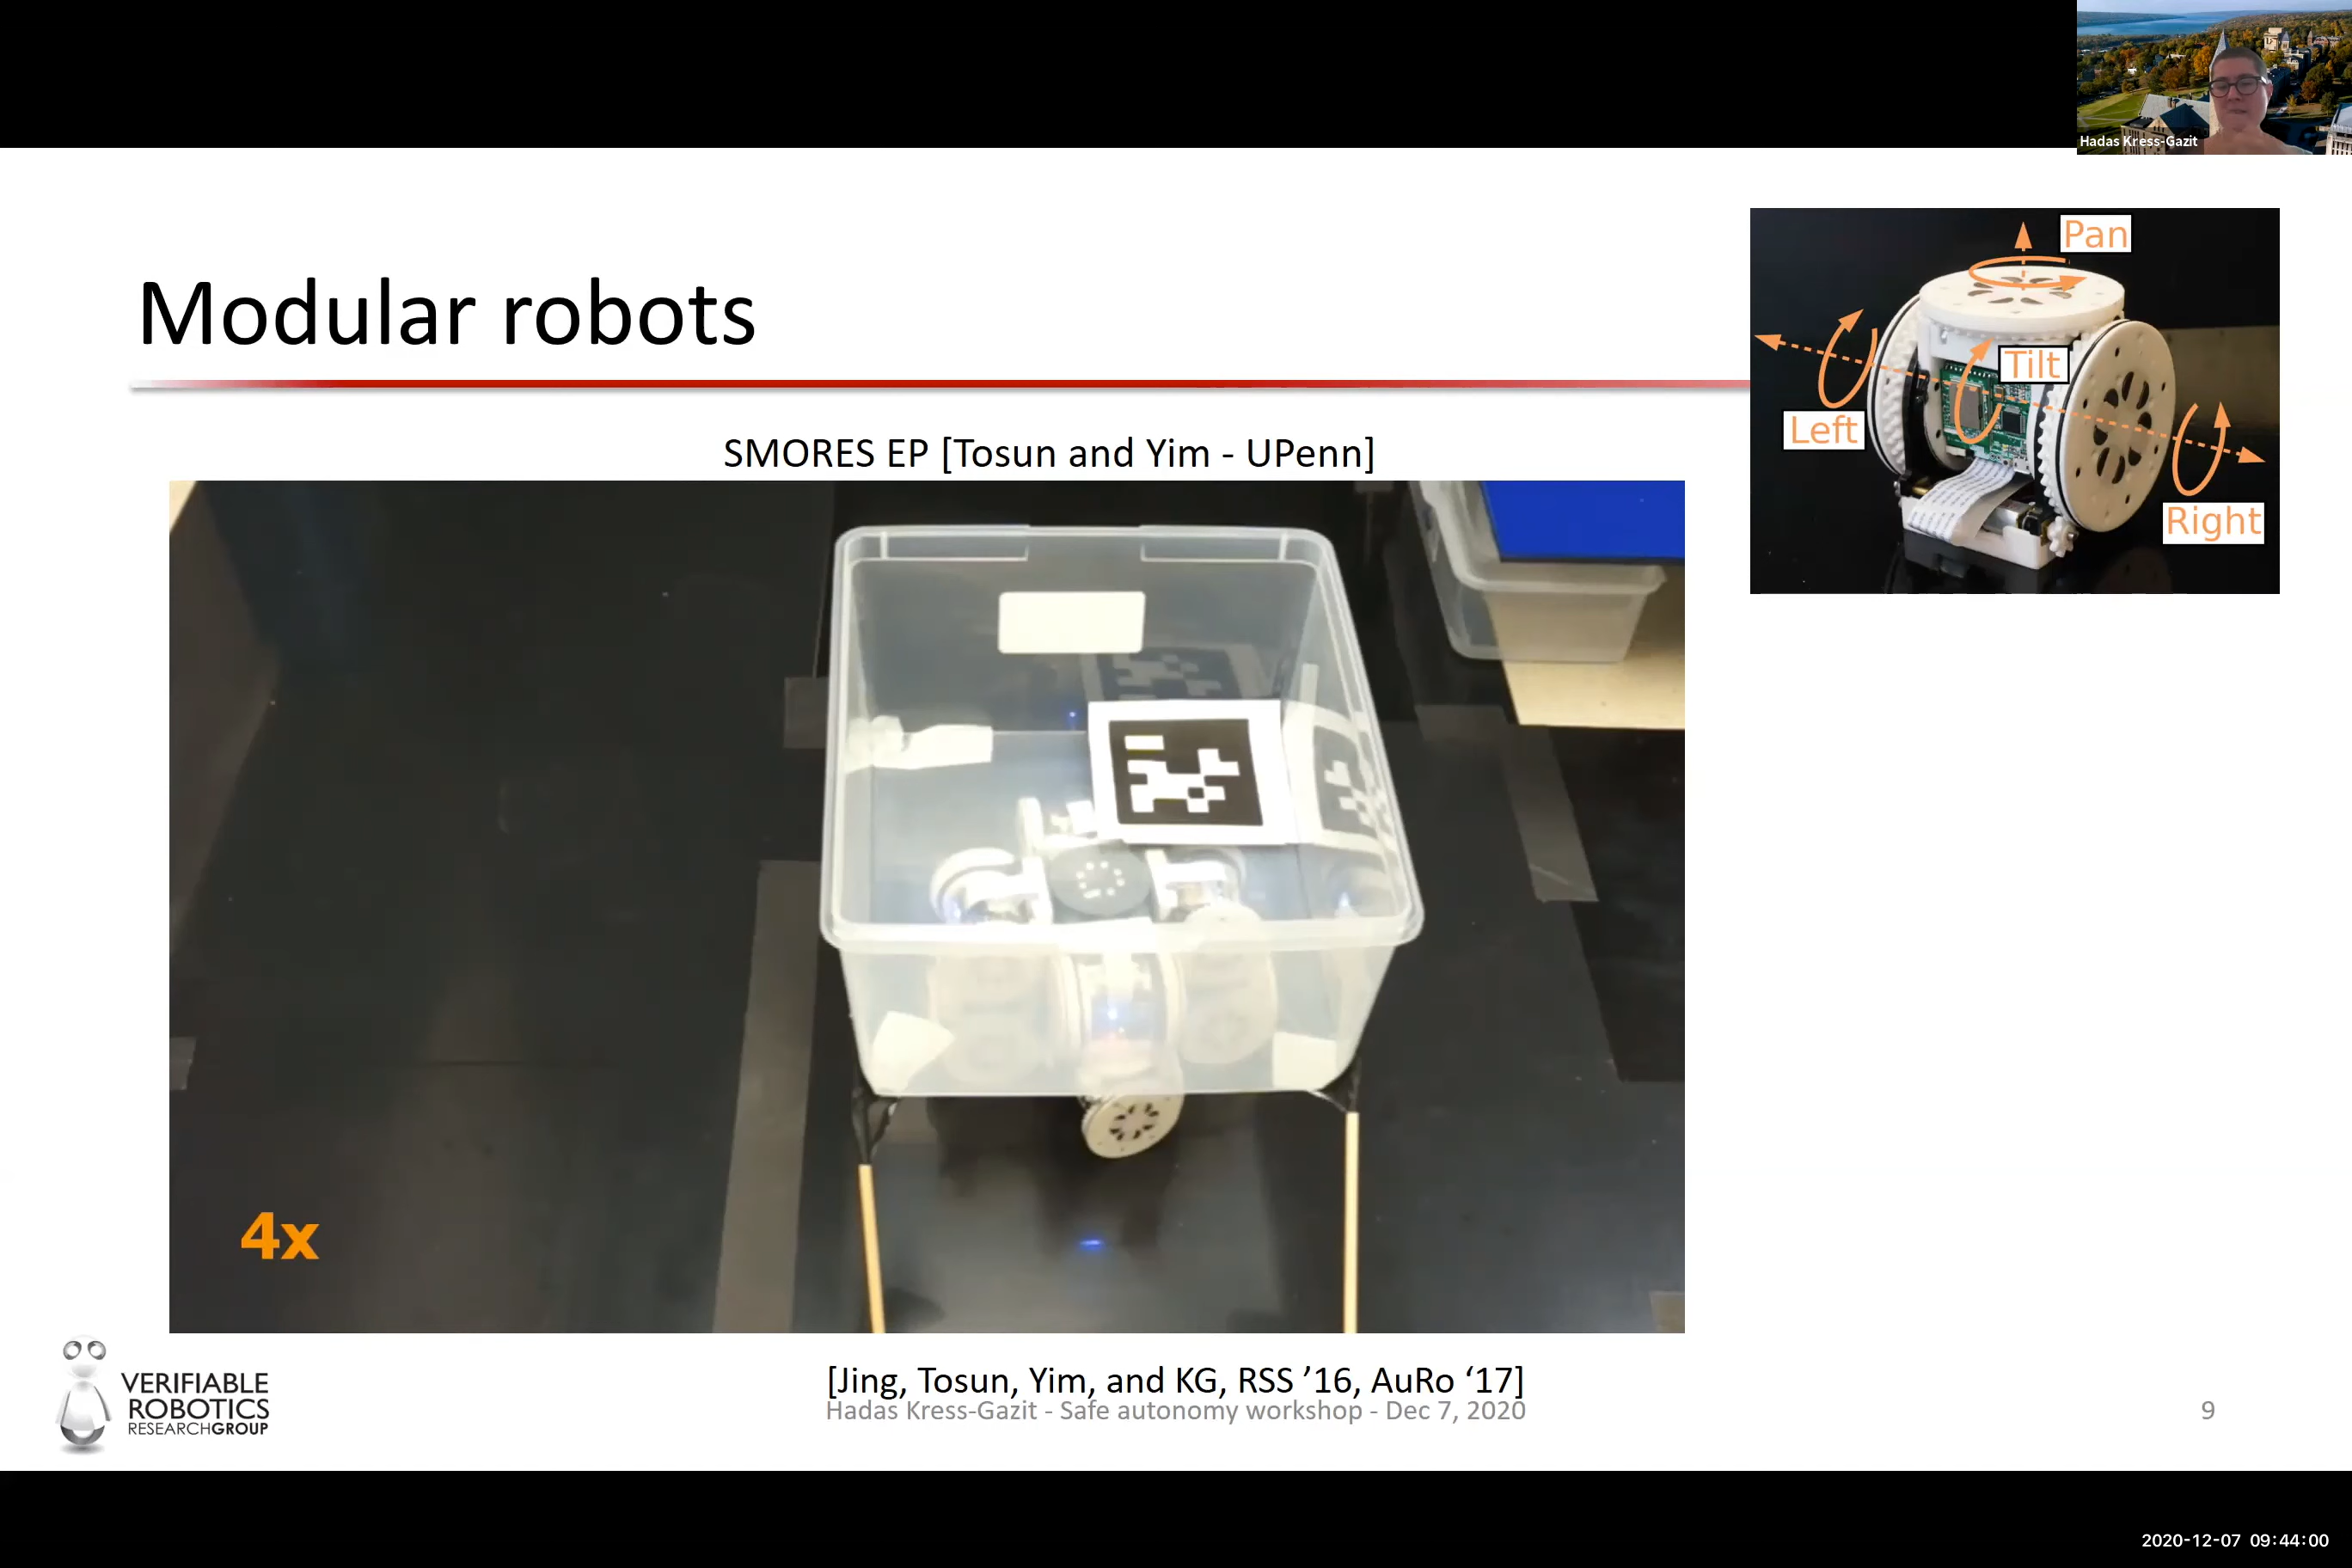 Hadas Kress-Gazit
Modular robots
Pan
Tilt
Left
Right
SMORES EP [Tosun and Yim - UPenn]
4x
[Jing, Tosun, Yim, and KG, RSS ’16, AuRo ‘17]
Hadas Kress-Gazit - Safe autonomy workshop - Dec 7, 2020
9
VERIFIABLE
ROBOTICS
RESEARCHGROUP
2020-12-07 09:44:00